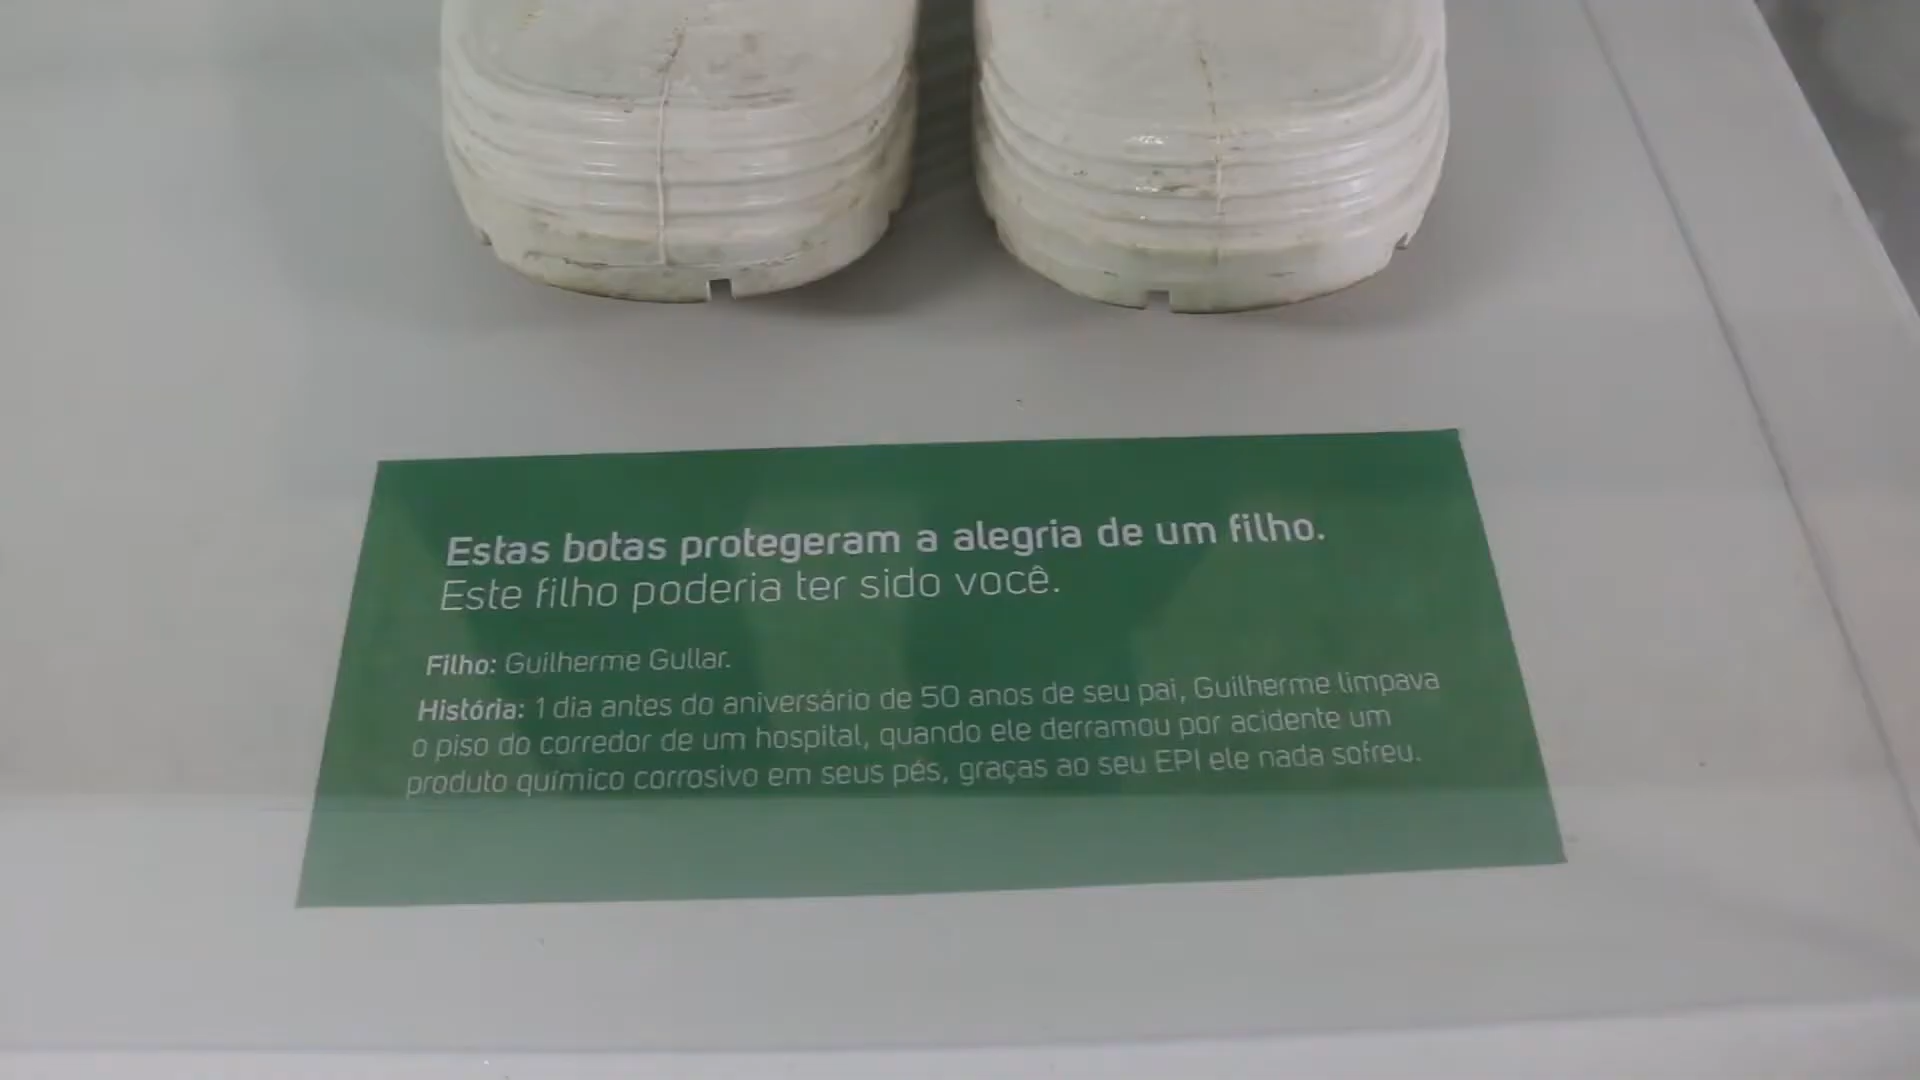 Estas botas protegeram a alegria de um filho.
Este filho poderia ter sido você.
Filho: Guilherme Gullar.
História: 1 dia antes do aniversário de 50 anos de seu pai, Guilherme limpava
o piso do corredor de um hospital, quando ele derramou por acidente um
produto químico corrosivo em seus pés, graças ao seu EPI ele nada sofreu.